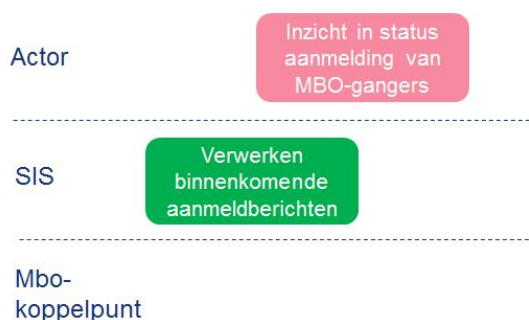 Actor
Inzicht in status
aanmelding van
MBO-gangers
SIS
Verwerken
binnenkomende
aanmeldberichten
Mbo-
koppelpunt